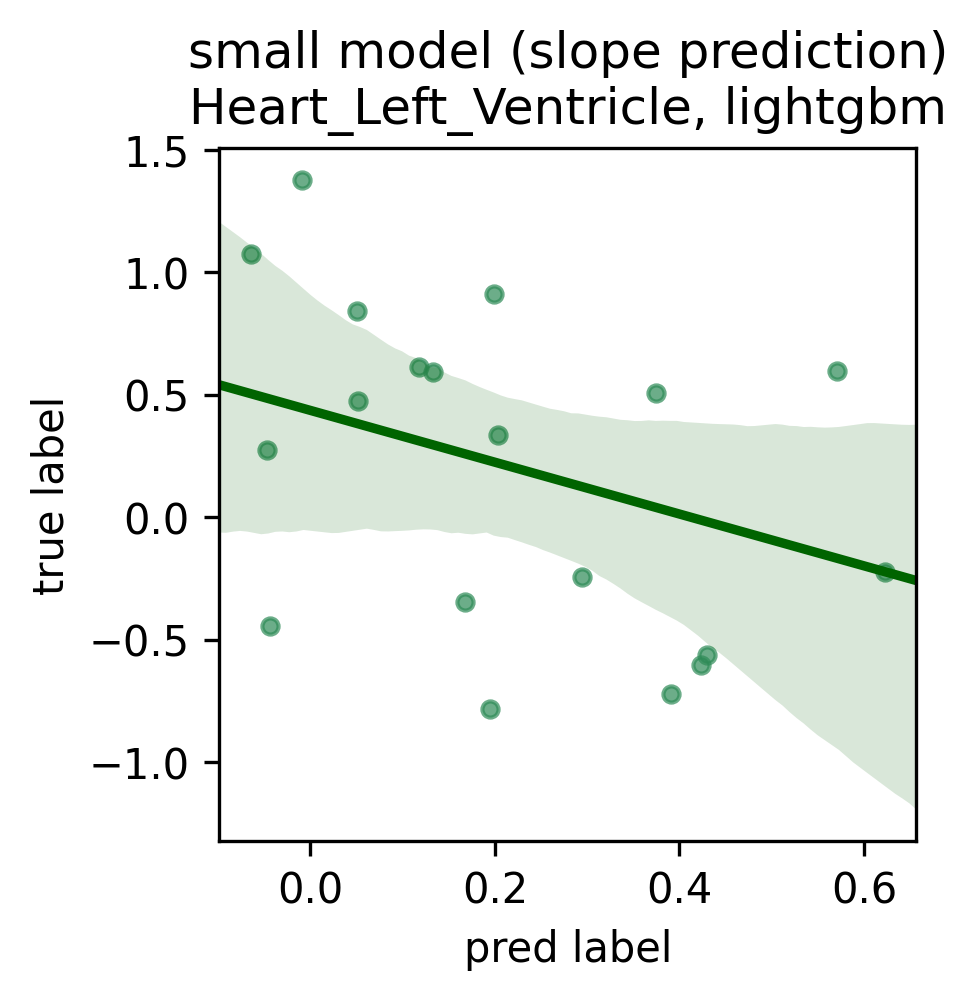 small model (slope prediction)
Heart_Left_Ventricle, lightgbm
1.5
1.0
0.5
0.0
−0.5
−1.0
true label
0.0 0.2 0.4 0.6
pred label